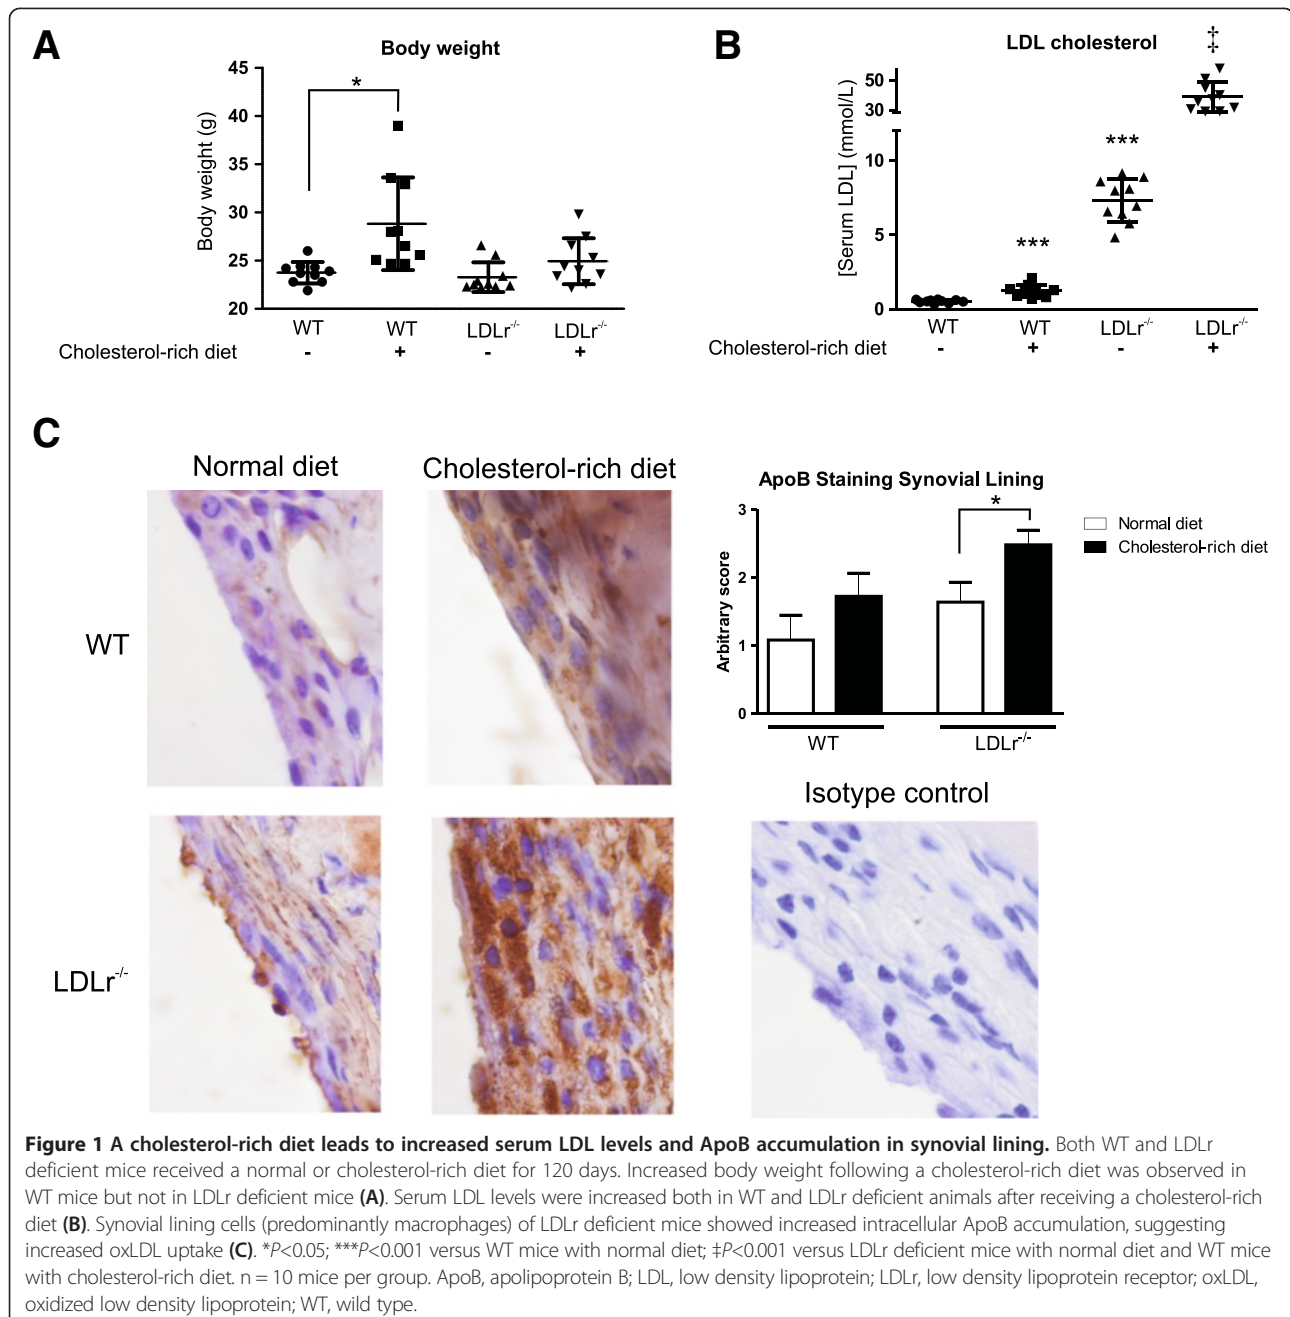 A
Body weight
*
Body weight (g)
45
40
35
30
25
20
WT
WT
LDLr-/-
LDLr-/-
Cholesterol-rich diet
-
+
-
+
B
LDL cholesterol
‡
***
***
[Serum LDL] (mmol/L)
50
30
10
5
0
WT
WT
LDLr-/-
LDLr-/-
Cholesterol-rich diet
-
+
-
+
C
Normal diet
Cholesterol-rich diet
WT
LDLr-/-
ApoB Staining Synovial Lining
*
Arbitrary score
3
2
1
0
WT
LDLr-/-
Normal diet
Cholesterol-rich diet
Isotype control
Figure 1 A cholesterol-rich diet leads to increased serum LDL levels and ApoB accumulation in synovial lining. Both WT and LDLr
deficient mice received a normal or cholesterol-rich diet for 120 days. Increased body weight following a cholesterol-rich diet was observed in
WT mice but not in LDLr deficient mice (A). Serum LDL levels were increased both in WT and LDLr deficient animals after receiving a cholesterol-rich
diet (B). Synovial lining cells (predominantly macrophages) of LDLr deficient mice showed increased intracellular ApoB accumulation, suggesting
increased oxLDL uptake (C). *P<0.05; ***P<0.001 versus WT mice with normal diet; ‡P<0.001 versus LDLr deficient mice with normal diet and WT mice
with cholesterol-rich diet. n = 10 mice per group. ApoB, apolipoprotein B; LDL, low density lipoprotein; LDLr, low density lipoprotein receptor; oxLDL,
oxidized low density lipoprotein; WT, wild type.